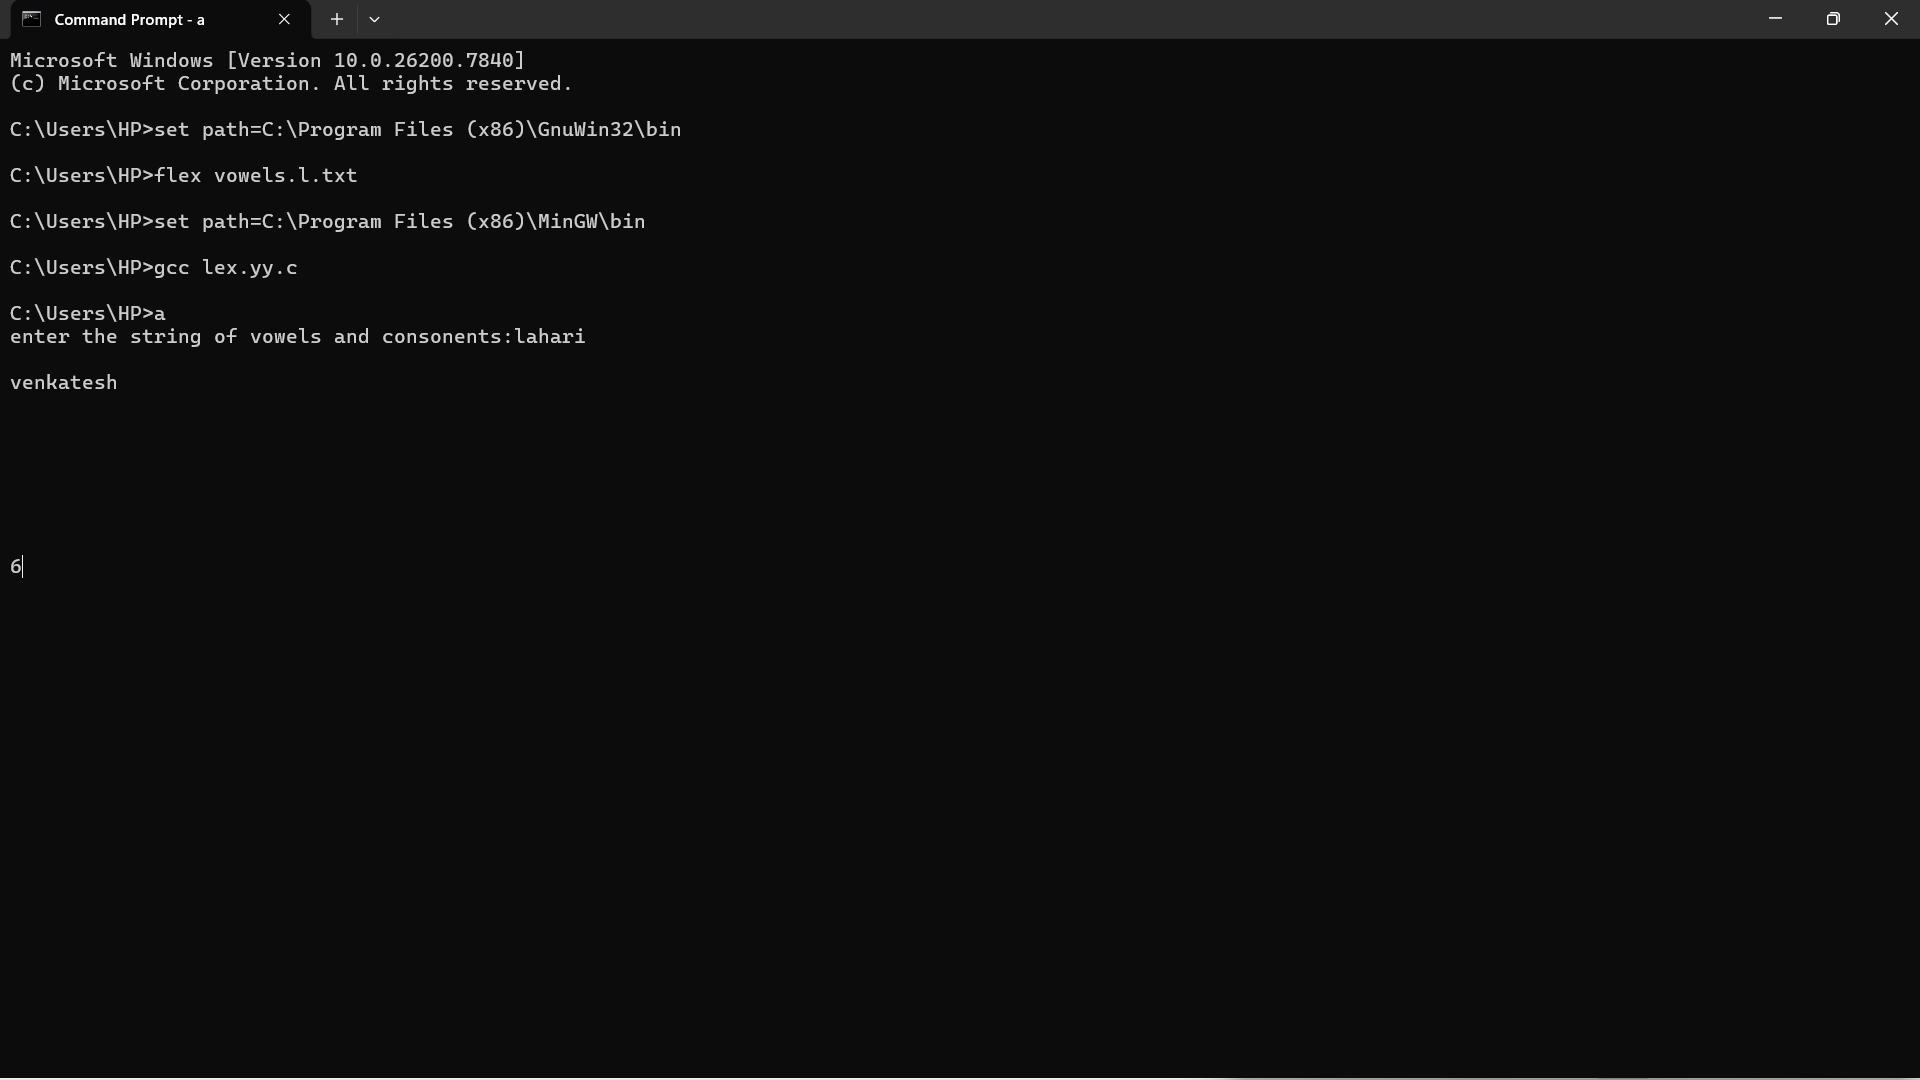 Command Prompt - a
Microsoft Windows [Version 10.0.26200.7840]
(c) Microsoft Corporation. All rights reserved.
C:\Users\HP>set path=C:\Program Files (x86)\GnuWin32\bin
C:\Users\HP>flex vowels.l.txt
C:\Users\HP>set path=C:\Program Files (x86)\MinGW\bin
C:\Users\HP>gcc lex.yy.c
C:\Users\HP>a
enter the string of vowels and consonents:lahari
venkatesh
6